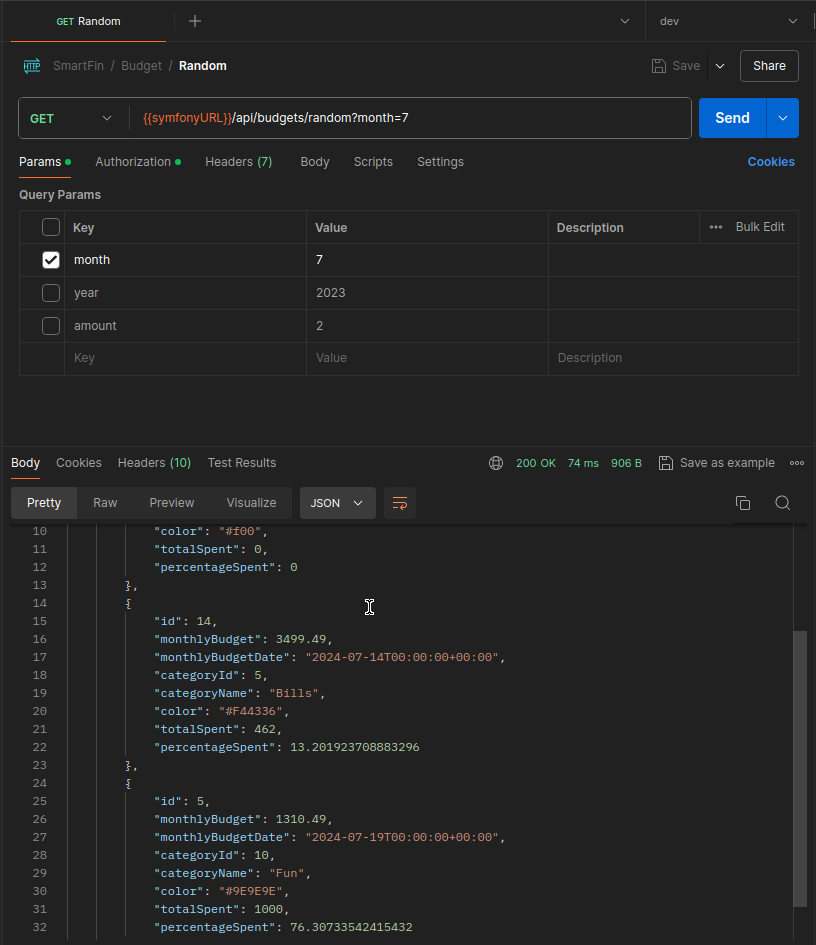 GET Random
dev
HTTP SmartFin / Budget / Random Save Share
GET {{symfonyURL}}/api/budgets/random?month=7 Send
Params Authorization Headers (7) Body Scripts Settings Cookies
Query Params
Key Value Description Bulk Edit
month 7
year 2023
amount 2
Key Value Description
Body Cookies Headers (10) Test Results 200 OK 74 ms 906 B Save as example
Pretty Raw Preview Visualize JSON
10 "color": "#f00",
11 "totalSpent": 0,
12 "percentageSpent": 0
13 },
14 {
15 "id": 14,
16 "monthlyBudget": 3499.49,
17 "monthlyBudgetDate": "2024-07-14T00:00:00+00:00",
18 "categoryId": 5,
19 "categoryName": "Bills",
20 "color": "#F44336",
21 "totalSpent": 462,
22 "percentageSpent": 13.201923708883296
23 },
24 {
25 "id": 5,
26 "monthlyBudget": 1310.49,
27 "monthlyBudgetDate": "2024-07-19T00:00:00+00:00",
28 "categoryId": 10,
29 "categoryName": "Fun",
30 "color": "#9E9E9E",
31 "totalSpent": 1000,
32 "percentageSpent": 76.30733542415432